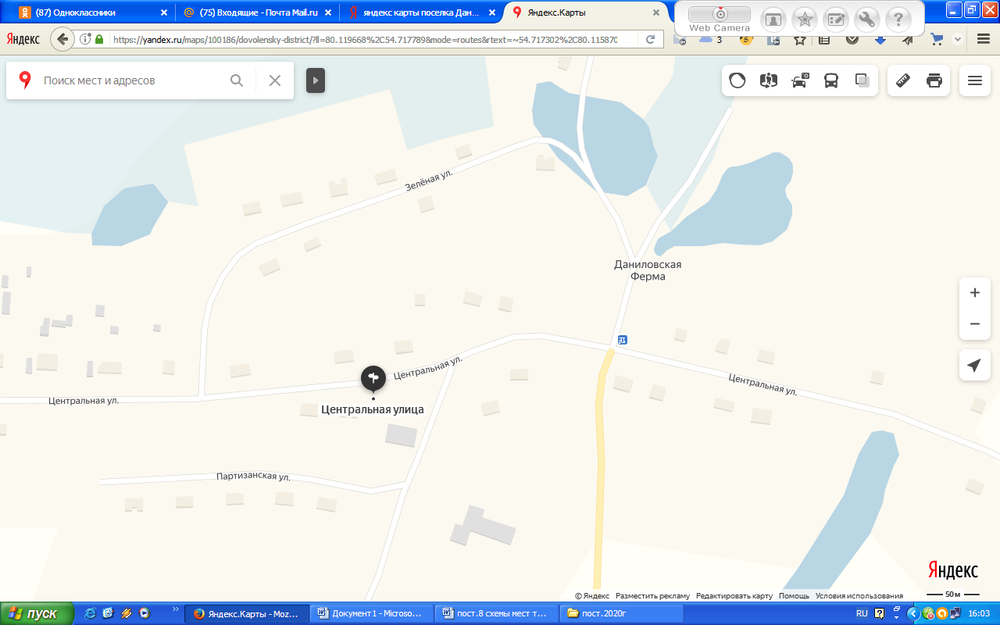 (87) Одноклассники
(75) Входящие - Почта Mail.ru
яндекс карты поселка Дан...
Яндекс.Карты
Web Camera
Яндекс
https://yandex.ru/maps/100186/dovolensky-district/?ll=80.119668%2C54.717789&mode=routes&rtext=~54.717302%2C80.115870
3
5
Поиск мест и адресов
Зелёная ул.
Даниловская
Ферма
Центральная ул.
Центральная ул.
Центральная ул.
Центральная улица
Партизанская ул.
Яндекс
© Яндекс Разместить рекламу Редактировать карту Помощь Условия использования
50 м
пуск
Яндекс.Карты - Moz...
Документ1 - Microso...
пост.8 схемы мест т...
пост.2020г
RU
16:03